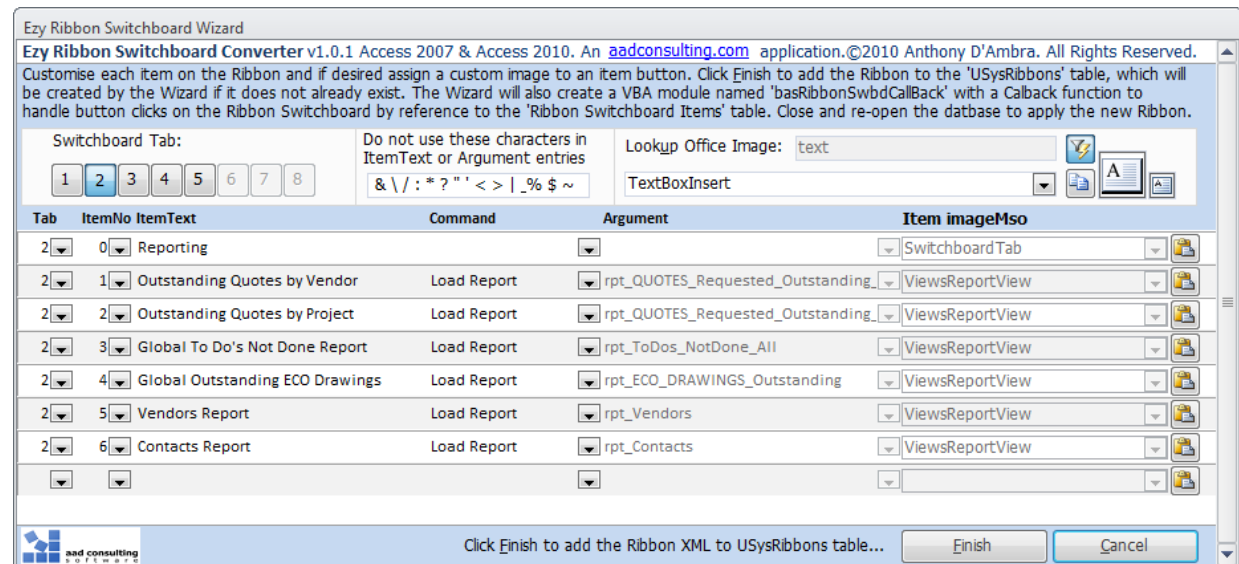 Ezy Ribbon Switchboard Wizard
Ezy Ribbon Switchboard Converter v1.0.1 Access 2007 & Access 2010. An aadconsulting.com application.©2010 Anthony D'Ambra. All Rights Reserved.
Customise each item on the Ribbon and if desired assign a custom image to an item button. Click Finish to add the Ribbon to the 'USysRibbons' table, which will
be created by the Wizard if it does not already exist. The Wizard will also create a VBA module named 'basRibbonSwbdCallBack' with a Calback function to
handle button clicks on the Ribbon Switchboard by reference to the 'Ribbon Switchboard Items' table. Close and re-open the datbase to apply the new Ribbon.
Switchboard Tab:
1 2 3 4 5 6 7 8
Do not use these characters in
ItemText or Argument entries
& \ / : * ? " ' < > | _% $ ~
Lookup Office Image: text
TextBoxInsert
A A
Tab ItemNo ItemText Command Argument Item imageMso
2 0 Reporting SwitchboardTab
2 1 Outstanding Quotes by Vendor Load Report rpt_QUOTES_Requested_Outstanding_ ViewsReportView
2 2 Outstanding Quotes by Project Load Report rpt_QUOTES_Requested_Outstanding_ ViewsReportView
2 3 Global To Do's Not Done Report Load Report rpt_ToDos_NotDone_All ViewsReportView
2 4 Global Outstanding ECO Drawings Load Report rpt_ECO_DRAWINGS_Outstanding ViewsReportView
2 5 Vendors Report Load Report rpt_Vendors ViewsReportView
2 6 Contacts Report Load Report rpt_Contacts ViewsReportView
aad consulting
software
Click Finish to add the Ribbon XML to USysRibbons table...
Finish
Cancel